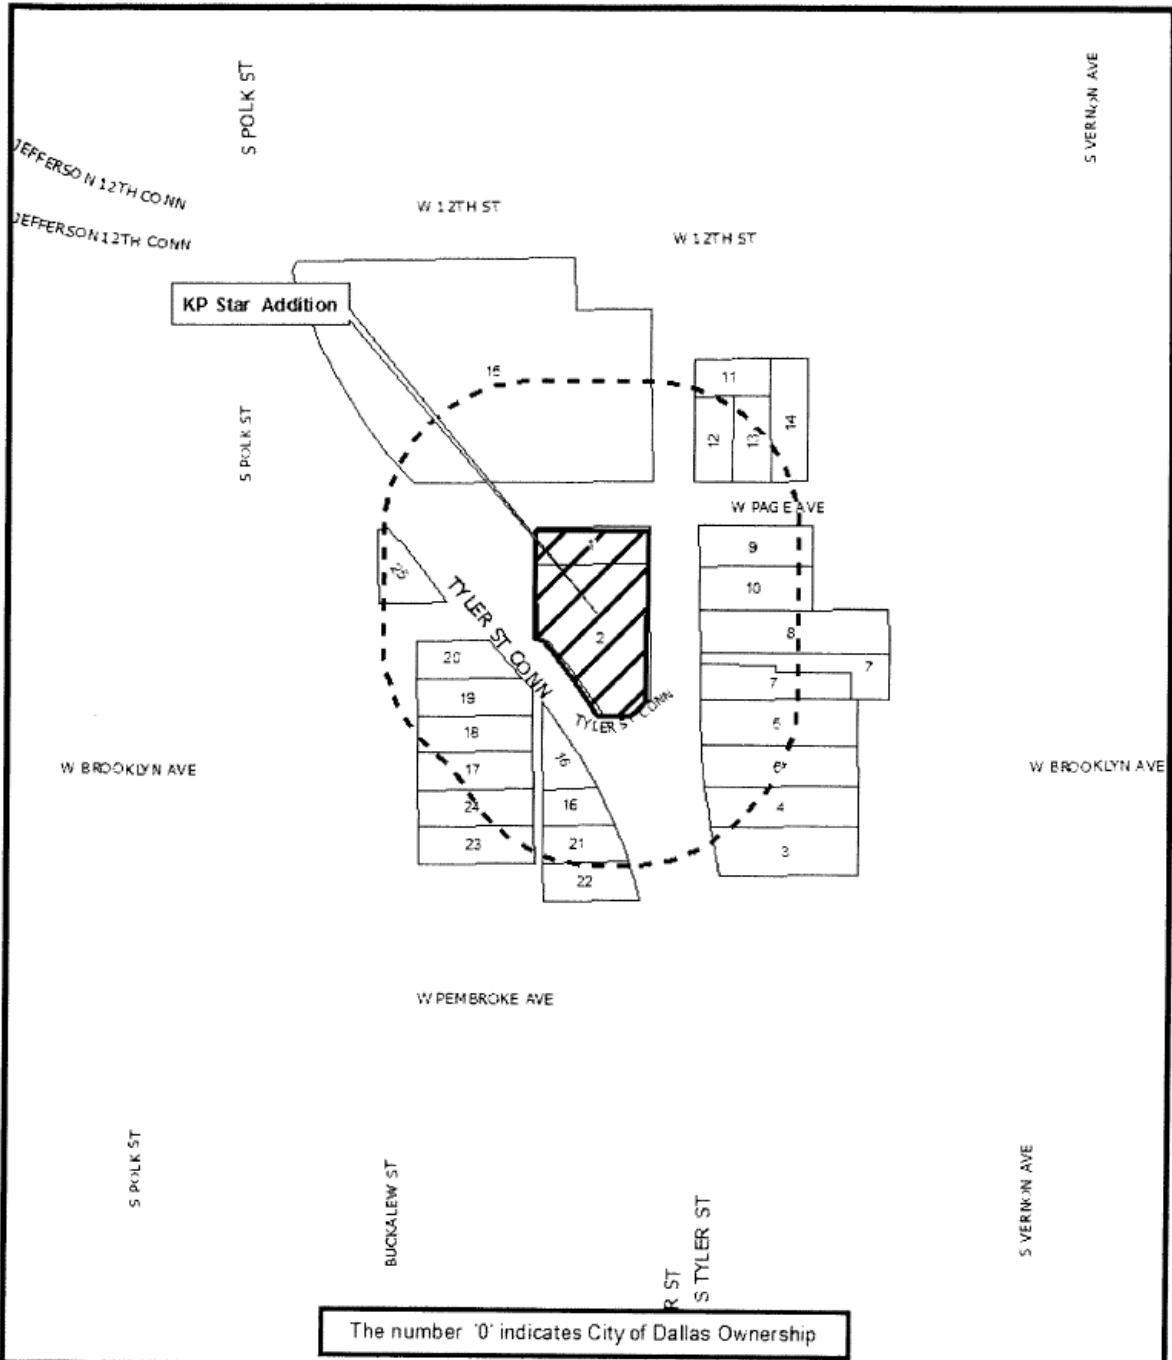 S POLK ST
S VERNON AVE
JEFFERSON 12TH CONN
JEFFERSON 12TH CONN
W 12TH ST
W 12TH ST
KP Star Addition
15
11
12
13
14
S POLK ST
W PAGE AVE
1
9
25
10
TYLER ST CONN
2
8
20
7
7
19
TYLER ST CONN
18
5
16
W BROOKLYN AVE
17
6
W BROOKLYN AVE
24
16
4
23
21
3
22
W PEMBROKE AVE
S POLK ST
BUCKALEW ST
R ST
S TYLER ST
S VERNON AVE
The number '0' indicates City of Dallas Ownership